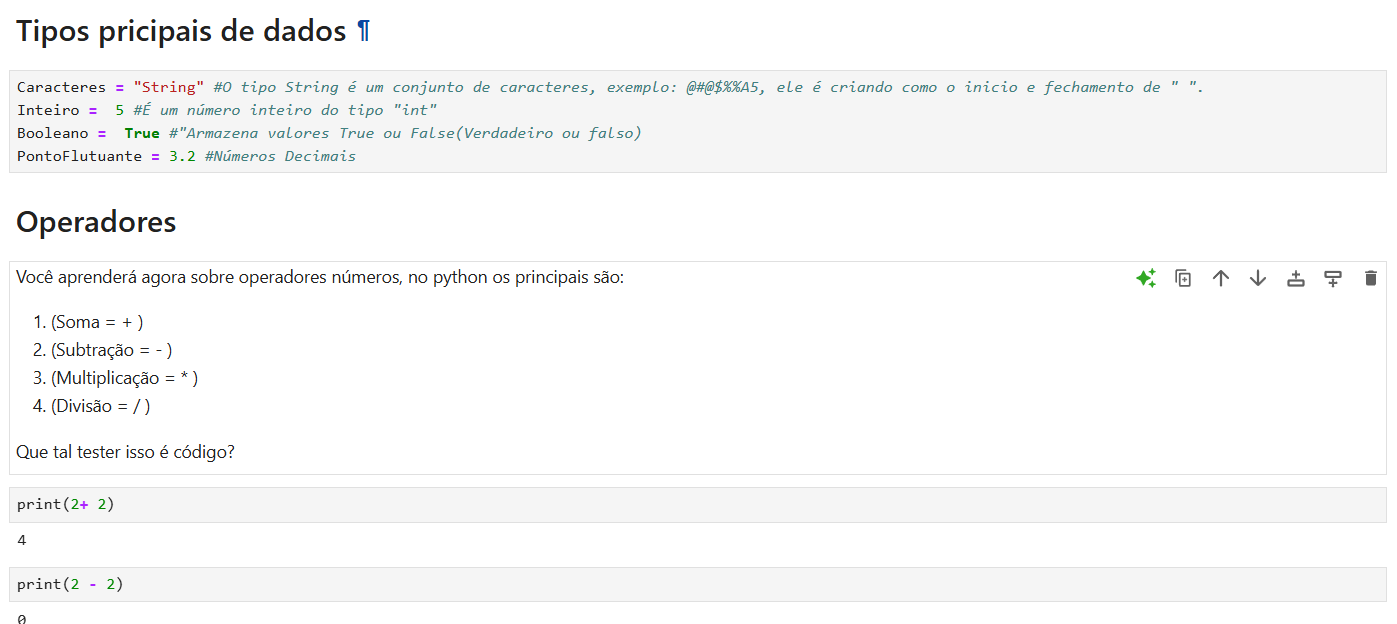 Tipos pricipais de dados ¶
Caracteres = "String" #O tipo String é um conjunto de caracteres, exemplo: @#@$%%A5, ele é criando como o inicio e fechamento de " ".
Inteiro =  5 #É um número inteiro do tipo "int"
Booleano =  True #"Armazena valores True ou False(Verdadeiro ou falso)
PontoFlutuante = 3.2 #Números Decimais
Operadores
Você aprenderá agora sobre operadores números, no python os principais são:
1. (Soma = + )
2. (Subtração = - )
3. (Multiplicação = * )
4. (Divisão = / )
Que tal tester isso é código?
print(2+ 2)
4
print(2 - 2)
0